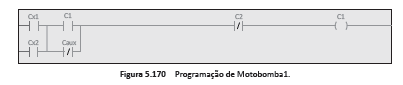 Cx1 C1 C2 C1
Cx2 Caux
Figura 5.170 Programação de Motobomba1.